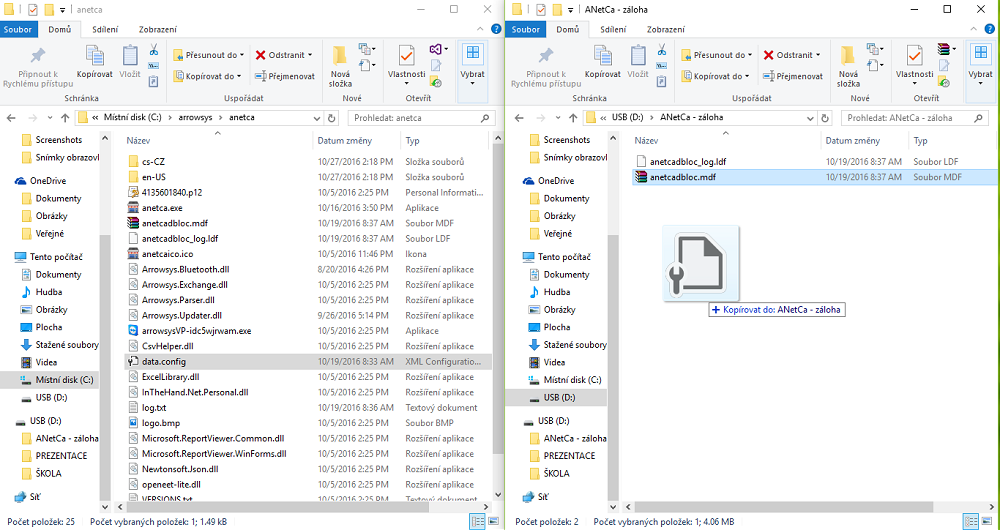 anetca
Soubor Domů Sdílení Zobrazení
Připnout k Rychlému přístupu
Kopírovat
Vložit
Přesunout do
Kopírovat do
Odstranit
Přejmenovat
Nová složka
Vlastnosti
Vybrat
Schránka Uspořádat Nové Otevřít
« Místní disk (C:) › arrowsys › anetca
Prohledat: anetca
Screenshots
Snímky obrazovl
OneDrive
Dokumenty
Obrázky
Veřejné
Tento počítač
Dokumenty
Hudba
Obrázky
Plocha
Stažené soubory
Videa
Místní disk (C:)
USB (D:)
USB (D:)
ANetCa - záloha
PREZENTACE
ŠKOLA
Síť
Název Datum změny Typ
cs-CZ 10/27/2016 2:18 PM Složka souborů
en-US 10/27/2016 2:18 PM Složka souborů
4135601840.p12 10/5/2016 2:25 PM Personal Informati...
anetca.exe 10/16/2016 3:50 PM Aplikace
anetcadbloc.mdf 10/19/2016 8:37 AM Soubor MDF
anetcadbloc_log.ldf 10/19/2016 8:37 AM Soubor LDF
anetcaico.ico 10/5/2016 11:46 PM Ikona
Arrowsys.Bluetooth.dll 8/20/2016 4:26 PM Rozšíření aplikace
Arrowsys.Exchange.dll 10/5/2016 2:25 PM Rozšíření aplikace
Arrowsys.Parser.dll 10/5/2016 2:25 PM Rozšíření aplikace
Arrowsys.Updater.dll 9/26/2016 5:14 PM Rozšíření aplikace
arrowsysVP-idc5wjrwam.exe 10/5/2016 2:25 PM Aplikace
CsvHelper.dll 10/5/2016 2:25 PM Rozšíření aplikace
data.config 10/19/2016 8:33 AM XML Configuratio...
ExcelLibrary.dll 10/5/2016 2:25 PM Rozšíření aplikace
InTheHand.Net.Personal.dll 10/5/2016 2:25 PM Rozšíření aplikace
log.txt 10/19/2016 8:36 AM Textový dokument
logo.bmp 10/5/2016 2:25 PM Soubor BMP
Microsoft.ReportViewer.Common.dll 10/5/2016 2:25 PM Rozšíření aplikace
Microsoft.ReportViewer.WinForms.dll 10/5/2016 2:25 PM Rozšíření aplikace
Newtonsoft.Json.dll 10/5/2016 2:25 PM Rozšíření aplikace
openeet-lite.dll 10/5/2016 2:25 PM Rozšíření aplikace
VERSIONS.txt 10/5/2016 2:25 PM Textový dokument
Počet položek: 25 Počet vybraných položek: 1; 1.49 kB
ANetCa - záloha
Soubor Domů Sdílení Zobrazení
Připnout k Rychlému přístupu
Kopírovat
Vložit
Přesunout do
Kopírovat do
Odstranit
Přejmenovat
Nová složka
Vlastnosti
Vybrat
Schránka Uspořádat Nové Otevřít
« USB (D:) › ANetCa - záloha
Prohledat: ANetCa - záloha
Screenshots
Snímky obrazovl
OneDrive
Dokumenty
Obrázky
Veřejné
Tento počítač
Dokumenty
Hudba
Obrázky
Plocha
Stažené soubory
Videa
Místní disk (C:)
USB (D:)
USB (D:)
ANetCa - záloha
PREZENTACE
ŠKOLA
Síť
Název Datum změny Typ
anetcadbloc_log.ldf 10/19/2016 8:37 AM Soubor LDF
anetcadbloc.mdf 10/19/2016 8:37 AM Soubor MDF
+ Kopírovat do: ANetCa - záloha
Počet položek: 2 Počet vybraných položek: 1; 4.06 MB